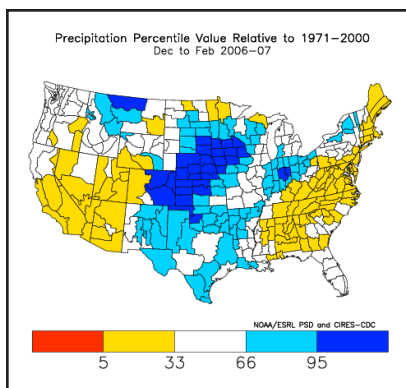 Precipitation Percentile Value Relative to 1971–2000
Dec to Feb 2006–07
NOAA/ESRL PSD and CIRES–CDC
5 33 66 95